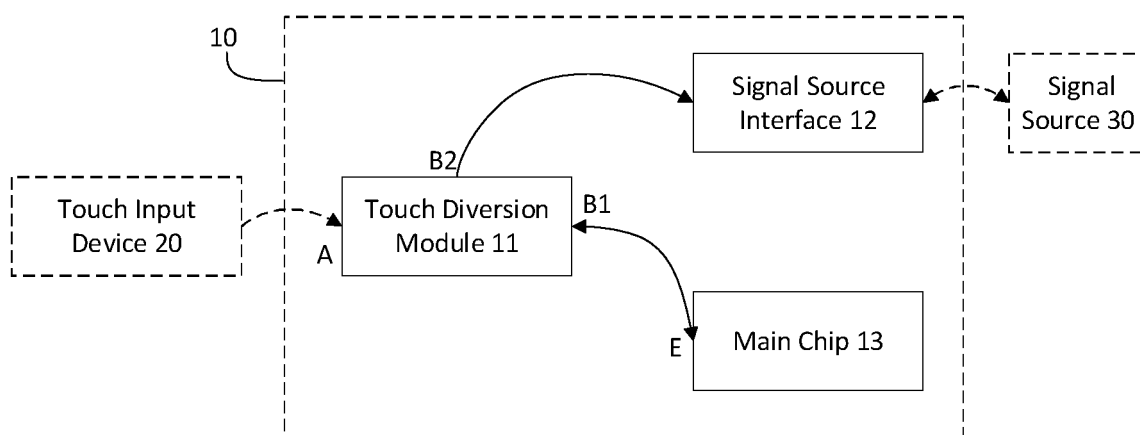 10
Signal Source
Interface 12
Signal
Source 30
B2
Touch Input
Device 20
Touch Diversion
Module 11
B1
A
E
Main Chip 13